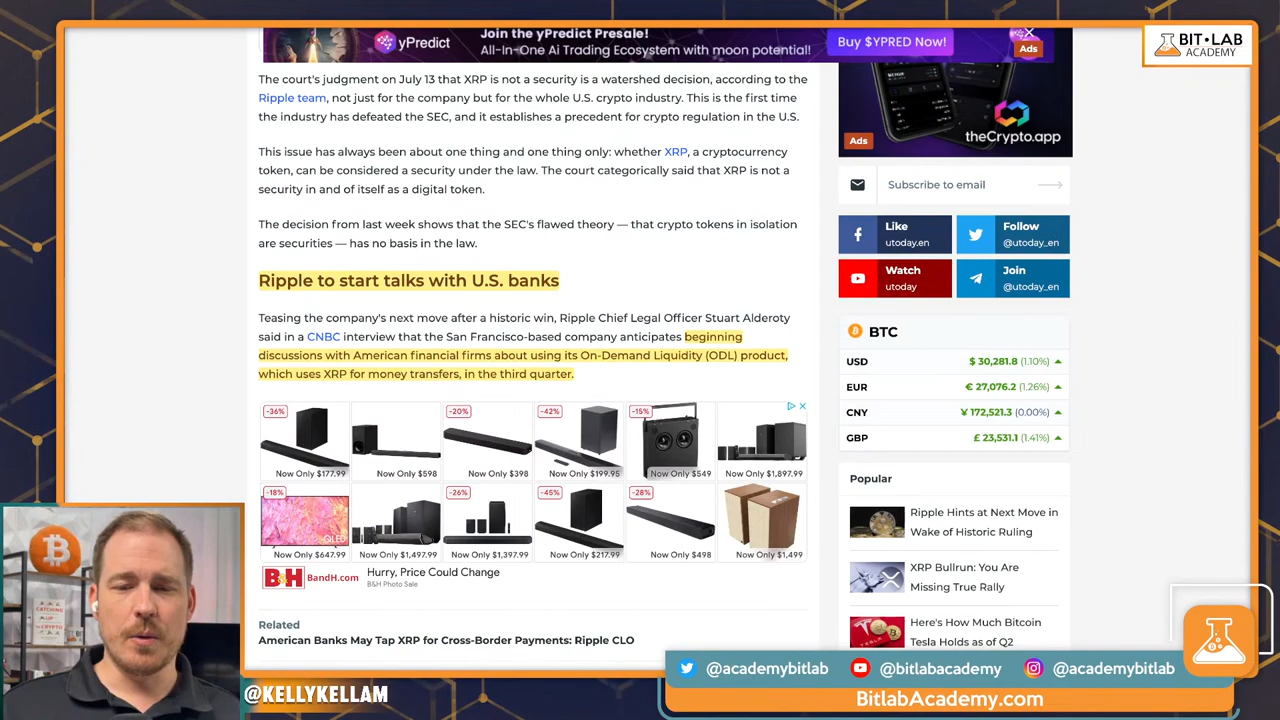 Join the yPredict Presale!
yPredict
All-In-One Ai Trading Ecosystem with moon potential!
Buy $YPRED Now!
Ads
BIT•LAB
ACADEMY
The court's judgment on July 13 that XRP is not a security is a watershed decision, according to the
Ripple team, not just for the company but for the whole U.S. crypto industry. This is the first time
the industry has defeated the SEC, and it establishes a precedent for crypto regulation in the U.S.
This issue has always been about one thing and one thing only: whether XRP, a cryptocurrency
token, can be considered a security under the law. The court categorically said that XRP is not a
security in and of itself as a digital token.
The decision from last week shows that the SEC's flawed theory — that crypto tokens in isolation
are securities — has no basis in the law.
Ripple to start talks with U.S. banks
Teasing the company's next move after a historic win, Ripple Chief Legal Officer Stuart Alderoty
said in a CNBC interview that the San Francisco-based company anticipates beginning
discussions with American financial firms about using its On-Demand Liquidity (ODL) product,
which uses XRP for money transfers, in the third quarter.
-36% -20% -42% -15%
Now Only $177.99 Now Only $598 Now Only $398 Now Only $199.95 Now Only $549 Now Only $1,897.99
-18% -26% -45% -28%
QLED
Now Only $647.99 Now Only $1,497.99 Now Only $1,397.99 Now Only $217.99 Now Only $498 Now Only $1,499
B&H BandH.com
Hurry, Price Could Change
B&H Photo Sale
Related
American Banks May Tap XRP for Cross-Border Payments: Ripple CLO
theCrypto.app
Ads
Subscribe to email
Like
utoday.en
Follow
@utoday_en
Watch
utoday
Join
@utoday_en
BTC
USD $ 30,281.8 (1.10%)
EUR € 27,076.2 (1.26%)
CNY ¥ 172,521.3 (0.00%)
GBP £ 23,531.1 (1.41%)
Popular
Ripple Hints at Next Move in
Wake of Historic Ruling
XRP Bullrun: You Are
Missing True Rally
Here's How Much Bitcoin
Tesla Holds as of Q2
CATCHING
UP
TO CRYPTO
@KELLYKELLAM
@academybitlab @bitlabacademy @academybitlab
BitlabAcademy.com